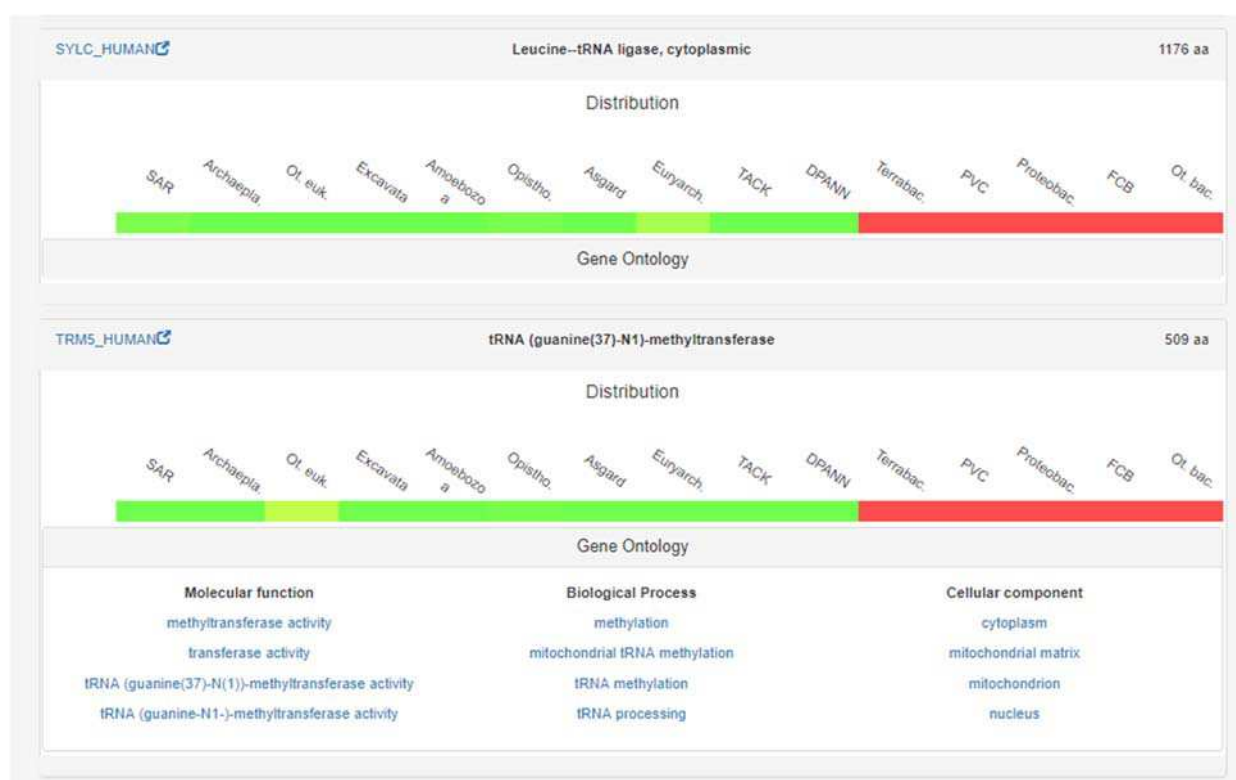 SYLC_HUMAN Leucine--tRNA ligase, cytoplasmic 1176 aa
Distribution
SAR Archaepla. Ot. euk. Excavata Amoebozoa Opistho. Asgard Euryarch. TACK DPANN Terrabac. PVC Proteobac. FCB Ot. bac.
Gene Ontology
TRM5_HUMAN tRNA (guanine(37)-N1)-methyltransferase 509 aa
Distribution
SAR Archaepla. Ot. euk. Excavata Amoebozoa Opistho. Asgard Euryarch. TACK DPANN Terrabac. PVC Proteobac. FCB Ot. bac.
Gene Ontology
Molecular function Biological Process Cellular component
methyltransferase activity methylation cytoplasm
transferase activity mitochondrial tRNA methylation mitochondrial matrix
tRNA (guanine(37)-N(1))-methyltransferase activity tRNA methylation mitochondrion
tRNA (guanine-N1-)-methyltransferase activity tRNA processing nucleus